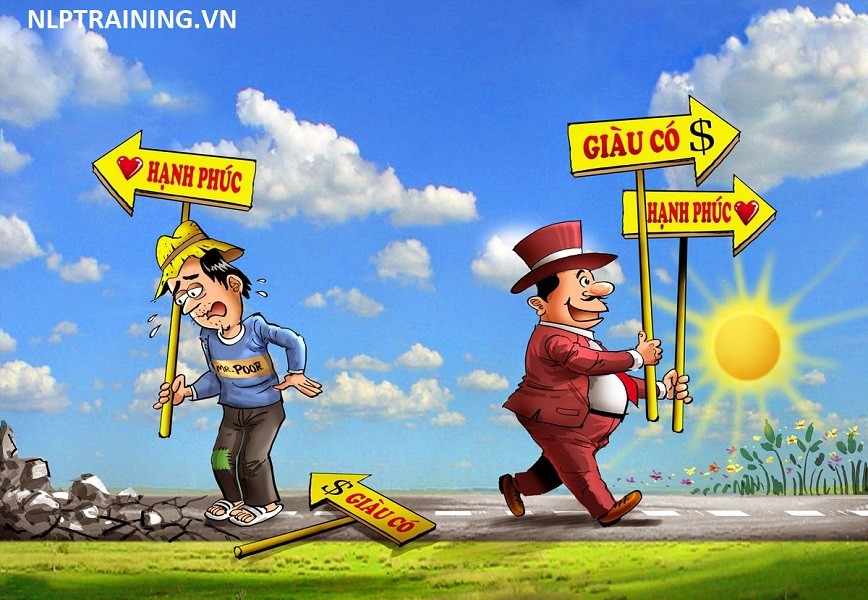 NLPTRAINING.VN
HẠNH PHÚC
GIÀU CÓ $
HẠNH PHÚC
MR. POOR
$ GIÀU CÓ